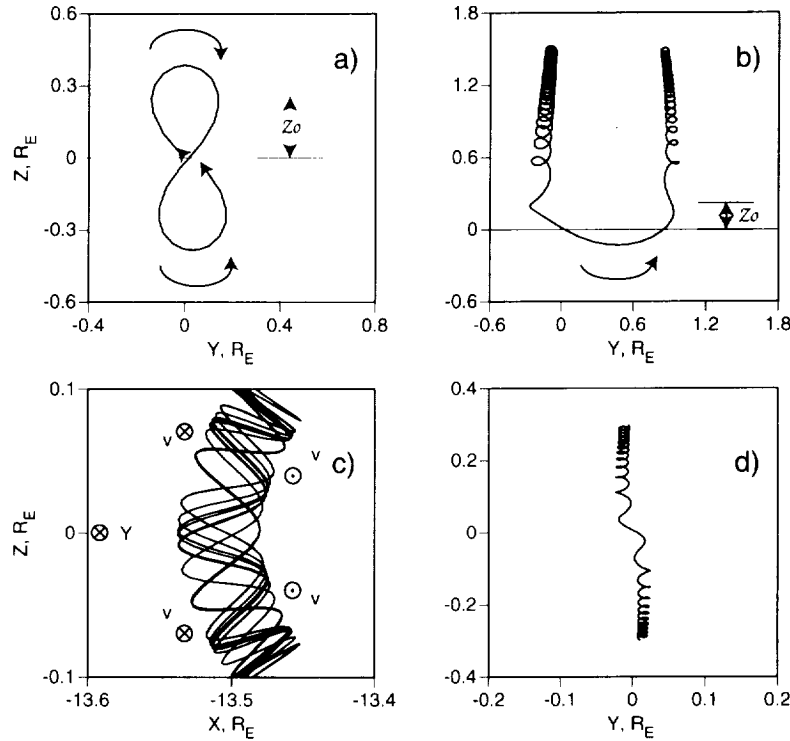 0.6
0.3
0
-0.3
-0.6
Z, R_E
a)
Zo
-0.4
0
0.4
0.8
Y, R_E
1.8
1.2
0.6
0
-0.6
b)
Zo
-0.6
0
0.6
1.2
1.8
Y, R_E
0.1
0
-0.1
Z, R_E
c)
v
v
Y
v
v
-13.6
-13.5
-13.4
X, R_E
0.4
0.2
0
-0.2
-0.4
d)
-0.2
-0.1
0
0.1
0.2
Y, R_E